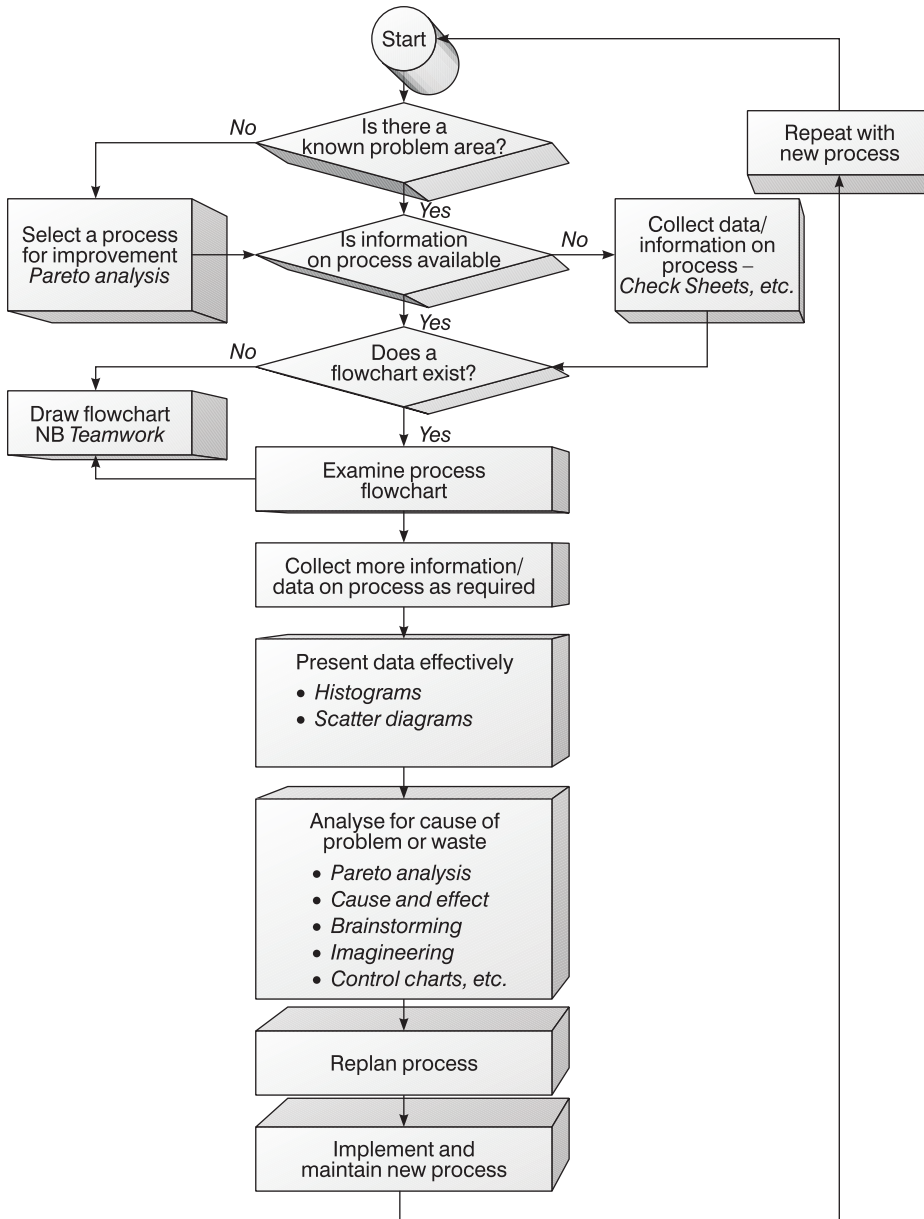 Start
Is there a
known problem area?
No
Yes
Repeat with
new process
Select a process
for improvement
Pareto analysis
Is information
on process available
No
Yes
Collect data/
information on
process –
Check Sheets, etc.
Does a
flowchart exist?
No
Yes
Draw flowchart
NB Teamwork
Examine process
flowchart
Collect more information/
data on process as required
Present data effectively
• Histograms
• Scatter diagrams
Analyse for cause of
problem or waste
• Pareto analysis
• Cause and effect
• Brainstorming
• Imagineering
• Control charts, etc.
Replan process
Implement and
maintain new process